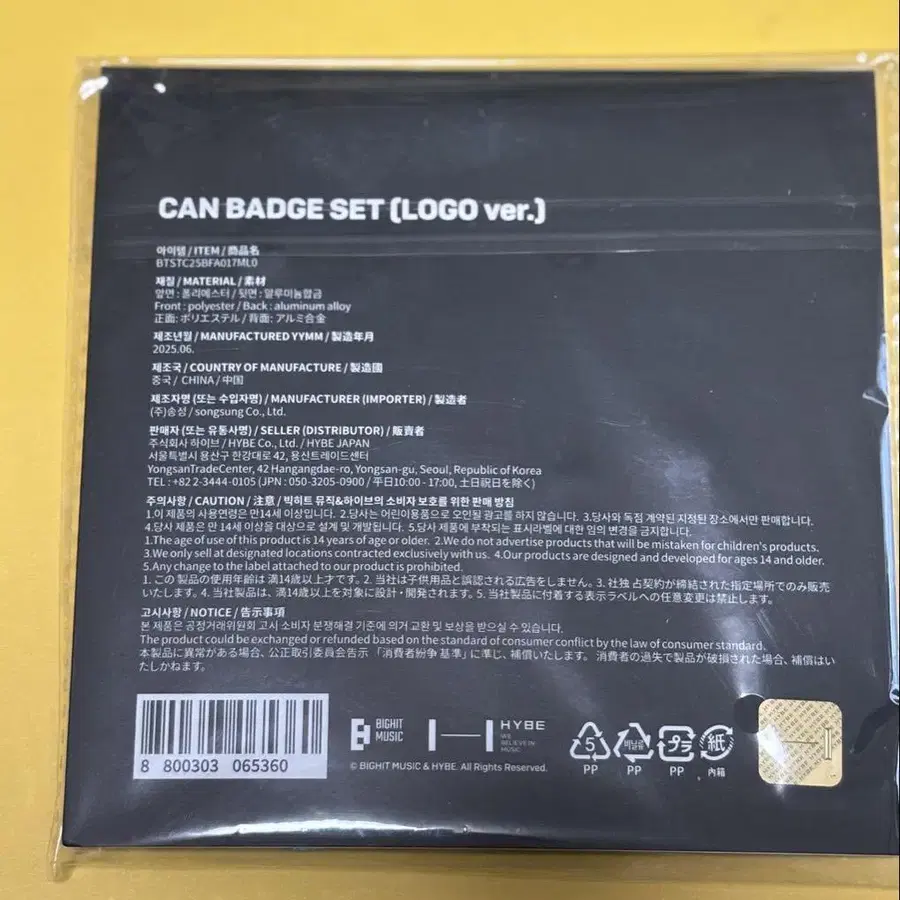 CAN BADGE SET (LOGO ver.)
아이템 / ITEM / 商品名
BTSTC25BFA017ML0
재질 / MATERIAL / 素材
앞면 : 폴리에스터 / 뒷면 : 알루미늄합금
Front : polyester / Back : aluminum alloy
正面: ポリエステル / 背面: アルミ合金
제조년월 / MANUFACTURED YYMM / 製造年月
2025.06.
제조국 / COUNTRY OF MANUFACTURE / 製造國
중국 / CHINA / 中国
제조자명 (또는 수입자명) / MANUFACTURER (IMPORTER) / 製造者
(주)송성 / songsung Co., Ltd.
판매자 (또는 유통사명) / SELLER (DISTRIBUTOR) / 販賣者
주식회사 하이브 / HYBE Co., Ltd. / HYBE JAPAN
서울특별시 용산구 한강대로 42, 용산트레이드센터
YongsanTradeCenter, 42 Hangangdae-ro, Yongsan-gu, Seoul, Republic of Korea
TEL : +82 2-3444-0105 (JPN : 050-3205-0900 / 平日10:00 - 17:00, 土日祝日を除く)
주의사항 / CAUTION / 注意 / 빅히트 뮤직&하이브의 소비자 보호를 위한 판매 방침
1.이 제품의 사용연령은 만14세 이상입니다. 2.당사는 어린이용품으로 오인될 광고를 하지 않습니다. 3.당사와 독점 계약된 지정된 장소에서만 판매합니다.
4.당사 제품은 만 14세 이상을 대상으로 설계 및 개발됩니다. 5.당사 제품에 부착되는 표시라벨에 대한 임의 변경을 금지합니다.
1.The age of use of this product is 14 years of age or older. 2.We do not advertise products that will be mistaken for children's products.
3.We only sell at designated locations contracted exclusively with us. 4.Our products are designed and developed for ages 14 and older.
5.Any change to the label attached to our product is prohibited.
1. この製品の使用年齢は満14歳以上才です。2. 当社は子供用品と誤認される広告をしません。3. 社独 占契約が締結された指定場所でのみ販売
いたします。4. 当社製品は、満14歳以上を対象に設計・開発されます。5. 当社製品に付着する表示ラベルへの任意変更は禁止します。
고시사항 / NOTICE / 告示事項
본 제품은 공정거래위원회 고시 소비자 분쟁해결 기준에 의거 교환 및 보상을 받으실 수 있습니다.
The product could be exchanged or refunded based on the standard of consumer conflict by the law of consumer standard.
本製品に異常がある場合、公正取引委員会告示 「消費者紛争 基準」に準じ、補償いたします。 消費者の過失で製品が破損された場合、補償はい
たしかねます。
8 800303 065360
BIGHIT MUSIC
HYBE
WE BELIEVE IN MUSIC
© BIGHIT MUSIC & HYBE. All Rights Reserved.
5 PP
비닐류 PP
プラ PP
紙 内箱